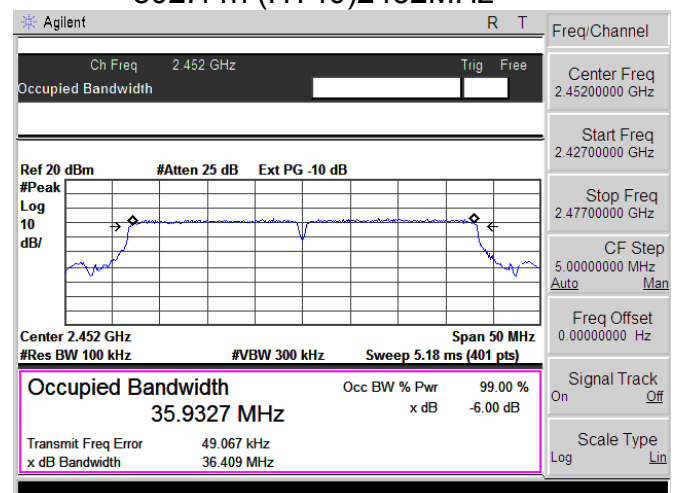 Agilent R T
Ch Freq 2.452 GHz Trig Free
Occupied Bandwidth
Ref 20 dBm #Atten 25 dB Ext PG -10 dB
#Peak
Log
10
dB/
Center 2.452 GHz Span 50 MHz
#Res BW 100 kHz #VBW 300 kHz Sweep 5.18 ms (401 pts)
Occupied Bandwidth Occ BW % Pwr 99.00 %
35.9327 MHz x dB -6.00 dB
Transmit Freq Error 49.067 kHz
x dB Bandwidth 36.409 MHz
Freq/Channel
Center Freq
2.45200000 GHz
Start Freq
2.42700000 GHz
Stop Freq
2.47700000 GHz
CF Step
5.00000000 MHz
Auto Man
Freq Offset
0.00000000 Hz
Signal Track
On Off
Scale Type
Log Lin